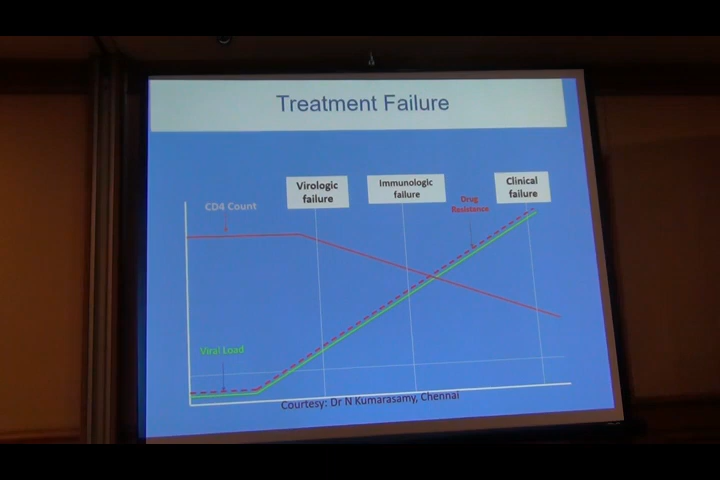 Treatment Failure
Virologic
failure
Immunologic
failure
Clinical
failure
CD4 Count
Drug
Resistance
Viral Load
Courtesy: Dr N Kumarasamy, Chennai